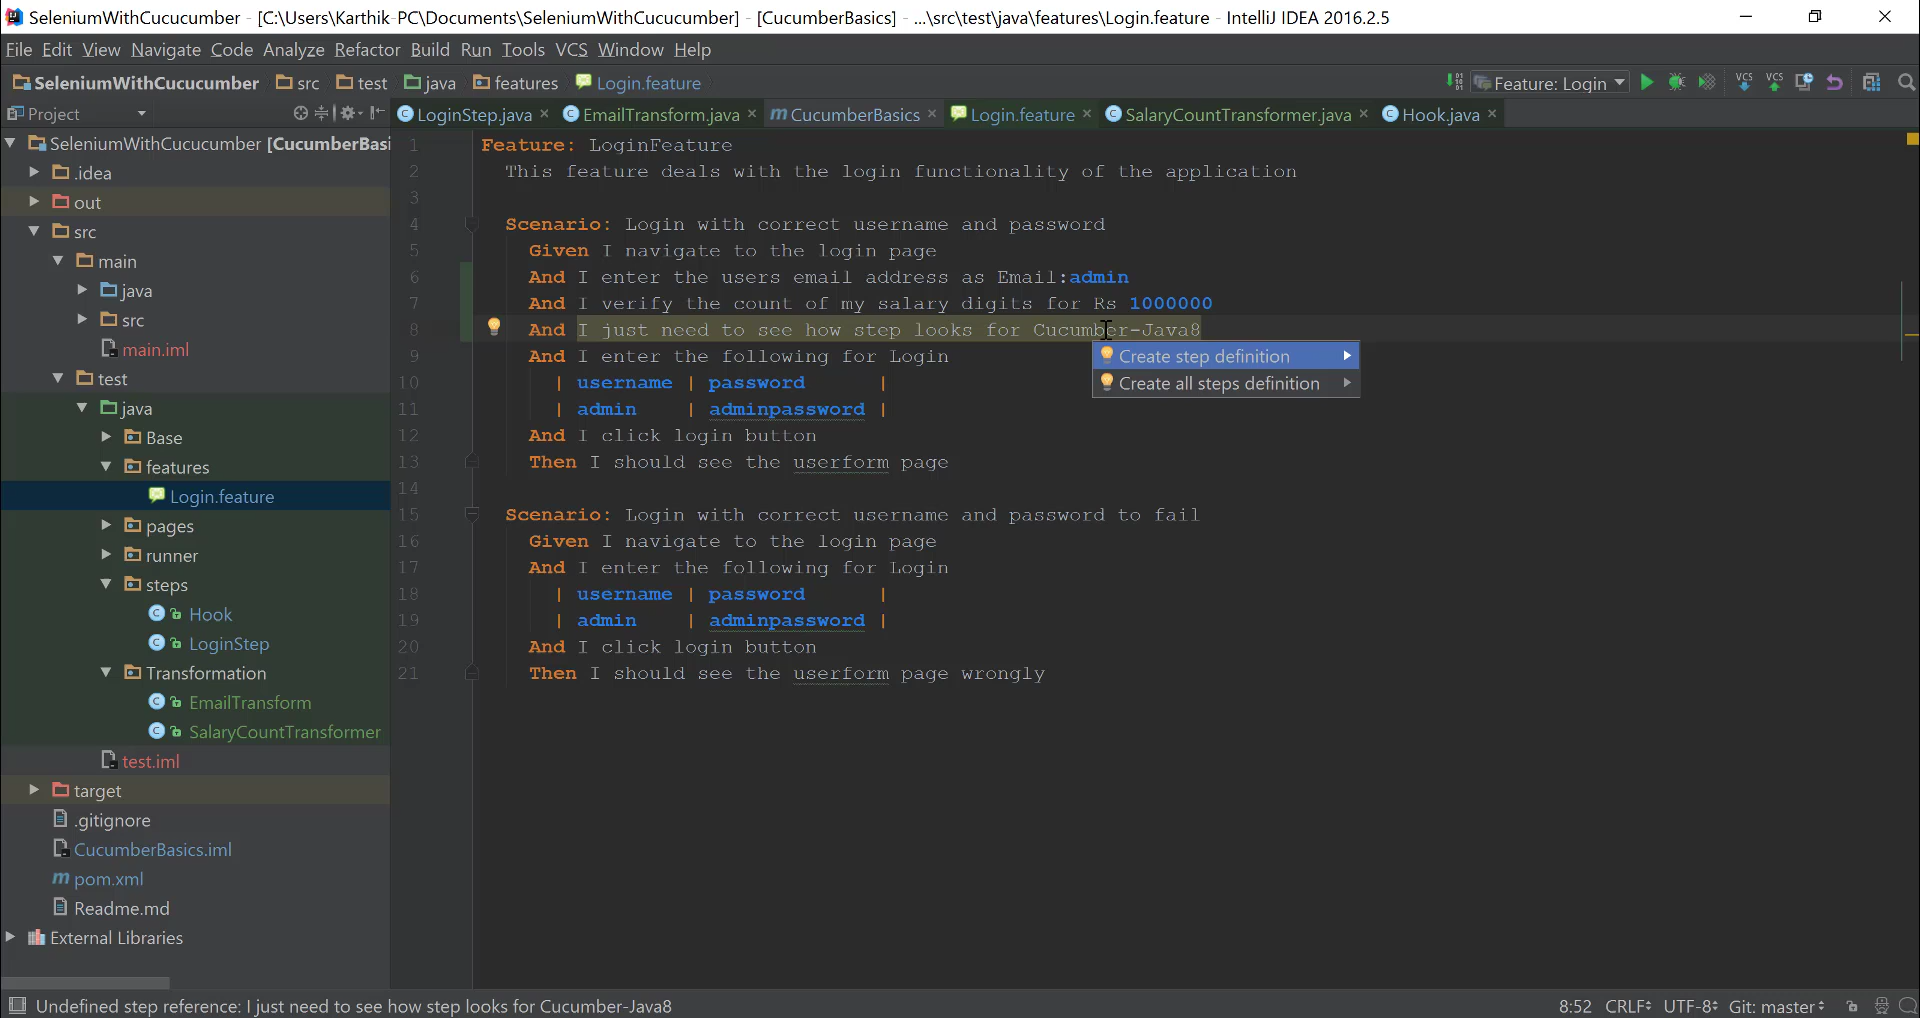 SeleniumWithCucucumber - [C:\Users\Karthik-PC\Documents\SeleniumWithCucucumber] - [CucumberBasics] - ...\src\test\java\features\Login.feature - IntelliJ IDEA 2016.2.5
File Edit View Navigate Code Analyze Refactor Build Run Tools VCS Window Help
SeleniumWithCucucumber src test java features Login.feature Feature: Login VCS VCS
Project LoginStep.java EmailTransform.java m CucumberBasics Login.feature SalaryCountTransformer.java Hook.java
SeleniumWithCucucumber [CucumberBasi
.idea
out
src
main
java
src
main.iml
test
java
Base
features
Login.feature
pages
runner
steps
Hook
LoginStep
Transformation
EmailTransform
SalaryCountTransformer
test.iml
target
.gitignore
CucumberBasics.iml
m pom.xml
Readme.md
External Libraries
1 Feature: LoginFeature
2 This feature deals with the login functionality of the application
3
4 Scenario: Login with correct username and password
5 Given I navigate to the login page
6 And I enter the users email address as Email:admin
7 And I verify the count of my salary digits for Rs 1000000
8 And I just need to see how step looks for Cucumber-Java8
9 And I enter the following for Login
10 | username | password |
11 | admin | adminpassword |
12 And I click login button
13 Then I should see the userform page
14
15 Scenario: Login with correct username and password to fail
16 Given I navigate to the login page
17 And I enter the following for Login
18 | username | password |
19 | admin | adminpassword |
20 And I click login button
21 Then I should see the userform page wrongly
Create step definition
Create all steps definition
Undefined step reference: I just need to see how step looks for Cucumber-Java8 8:52 CRLF UTF-8 Git: master